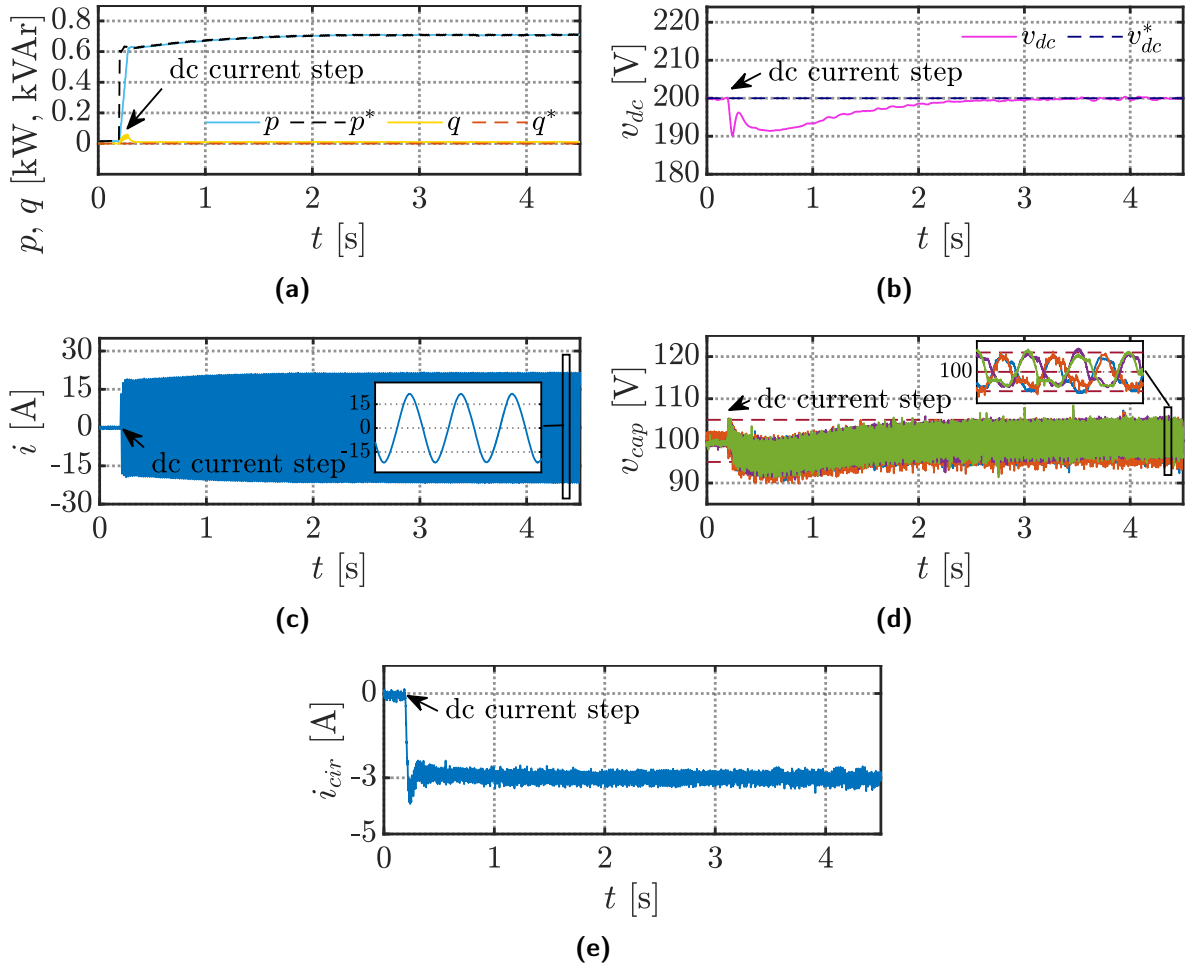 p, q [kW, kVAr]
0.8
0.6
0.4
0.2
0
dc current step
p p* q q*
0 1 2 3 4
t [s]
(a)
v_dc [V]
220
210
200
190
180
v_dc v*_dc
dc current step
0 1 2 3 4
t [s]
(b)
i [A]
30
15
0
-15
-30
15
0
-15
dc current step
0 1 2 3 4
t [s]
(c)
v_cap [V]
120
110
100
90
100
dc current step
0 1 2 3 4
t [s]
(d)
i_cir [A]
0
-3
-5
dc current step
0 1 2 3 4
t [s]
(e)